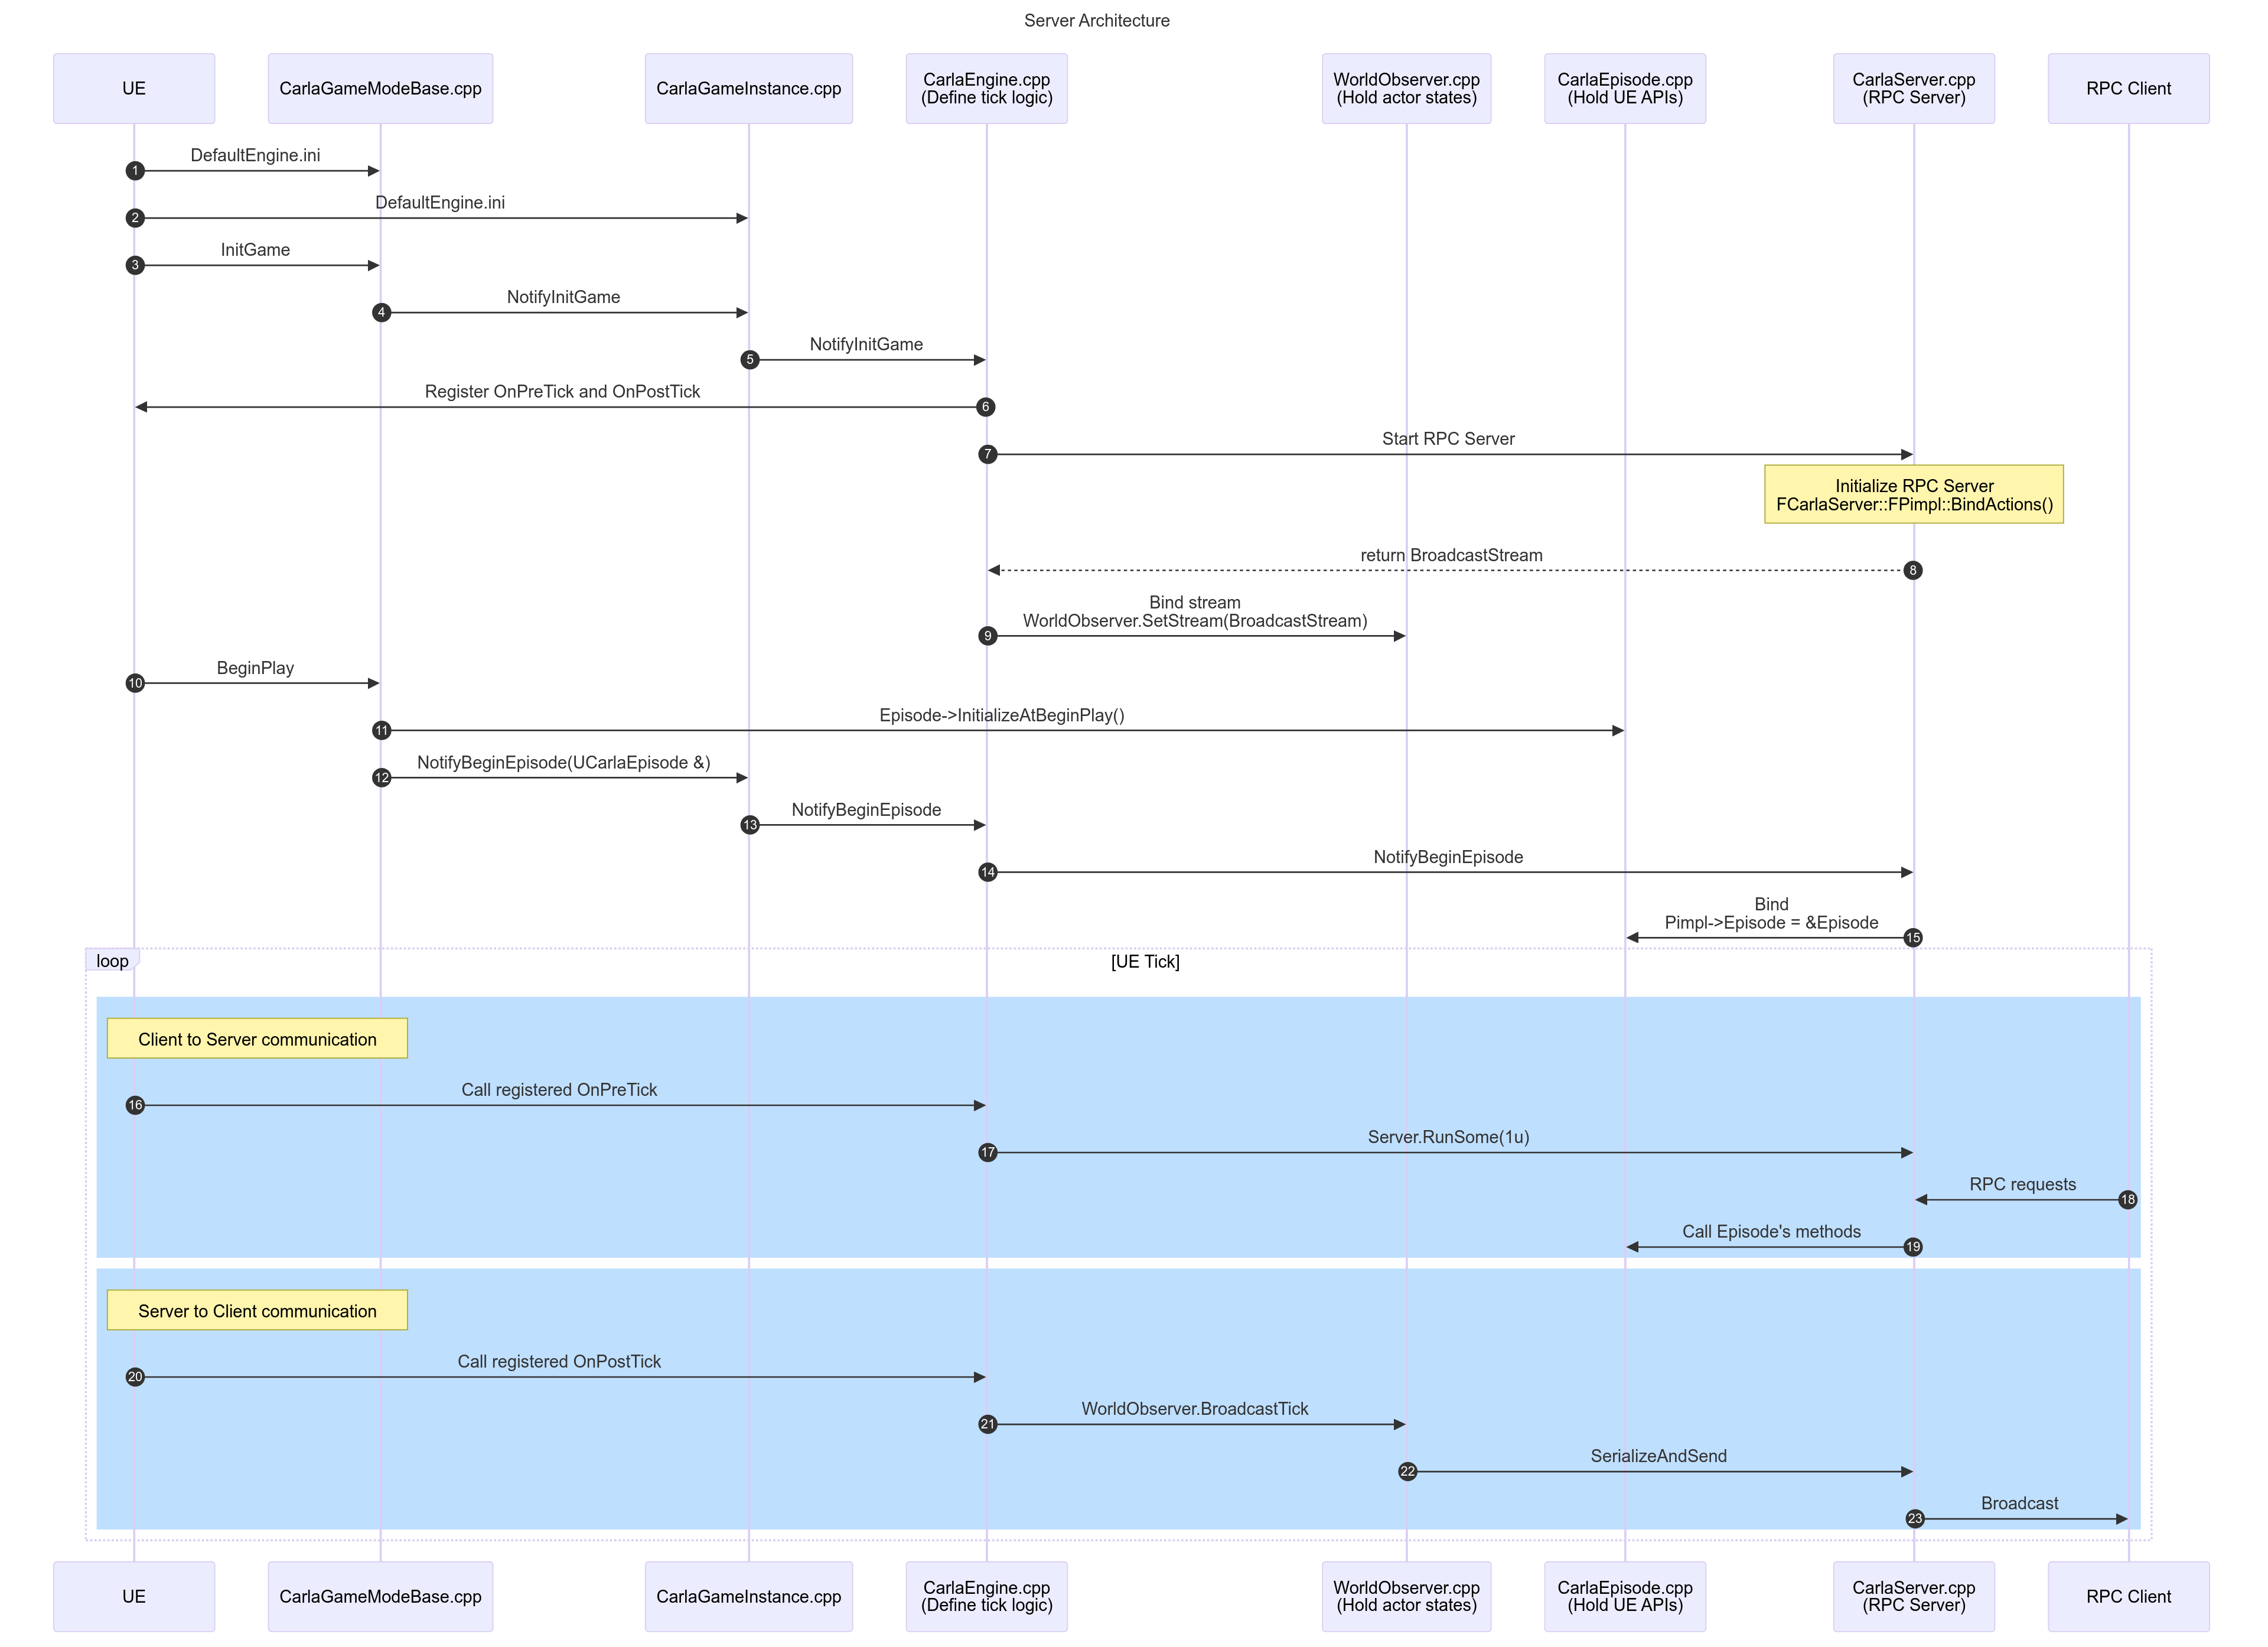 Server Architecture
UE
CarlaGameModeBase.cpp
CarlaGameInstance.cpp
CarlaEngine.cpp
(Define tick logic)
WorldObserver.cpp
(Hold actor states)
CarlaEpisode.cpp
(Hold UE APIs)
CarlaServer.cpp
(RPC Server)
RPC Client
DefaultEngine.ini
1
DefaultEngine.ini
2
InitGame
3
NotifyInitGame
4
NotifyInitGame
5
Register OnPreTick and OnPostTick
6
Start RPC Server
7
Initialize RPC Server
FCarlaServer::FPimpl::BindActions()
return BroadcastStream
8
Bind stream
WorldObserver.SetStream(BroadcastStream)
9
BeginPlay
10
Episode->InitializeAtBeginPlay()
11
NotifyBeginEpisode(UCarlaEpisode &)
12
NotifyBeginEpisode
13
NotifyBeginEpisode
14
Bind
Pimpl->Episode = &Episode
15
loop
[UE Tick]
Client to Server communication
Call registered OnPreTick
16
Server.RunSome(1u)
17
RPC requests
18
Call Episode's methods
19
Server to Client communication
Call registered OnPostTick
20
WorldObserver.BroadcastTick
21
SerializeAndSend
22
Broadcast
23
UE
CarlaGameModeBase.cpp
CarlaGameInstance.cpp
CarlaEngine.cpp
(Define tick logic)
WorldObserver.cpp
(Hold actor states)
CarlaEpisode.cpp
(Hold UE APIs)
CarlaServer.cpp
(RPC Server)
RPC Client